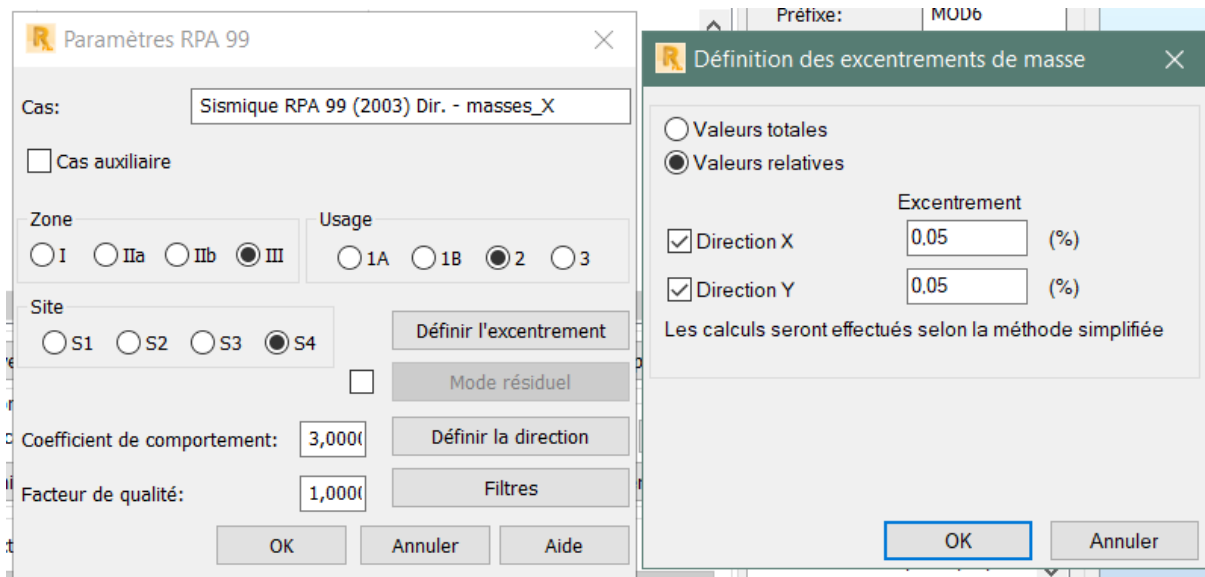 Préfixe: MOD6
Paramètres RPA 99
Cas: Sismique RPA 99 (2003) Dir. - masses_X
Cas auxiliaire
Zone
I IIa IIb III
Usage
1A 1B 2 3
Site
S1 S2 S3 S4
Définir l'excentrement
Mode résiduel
Coefficient de comportement: 3,000
Définir la direction
Facteur de qualité: 1,000
Filtres
OK Annuler Aide
Définition des excentrements de masse
Valeurs totales
Valeurs relatives
Excentrement
Direction X 0,05 (%)
Direction Y 0,05 (%)
Les calculs seront effectués selon la méthode simplifiée
OK Annuler